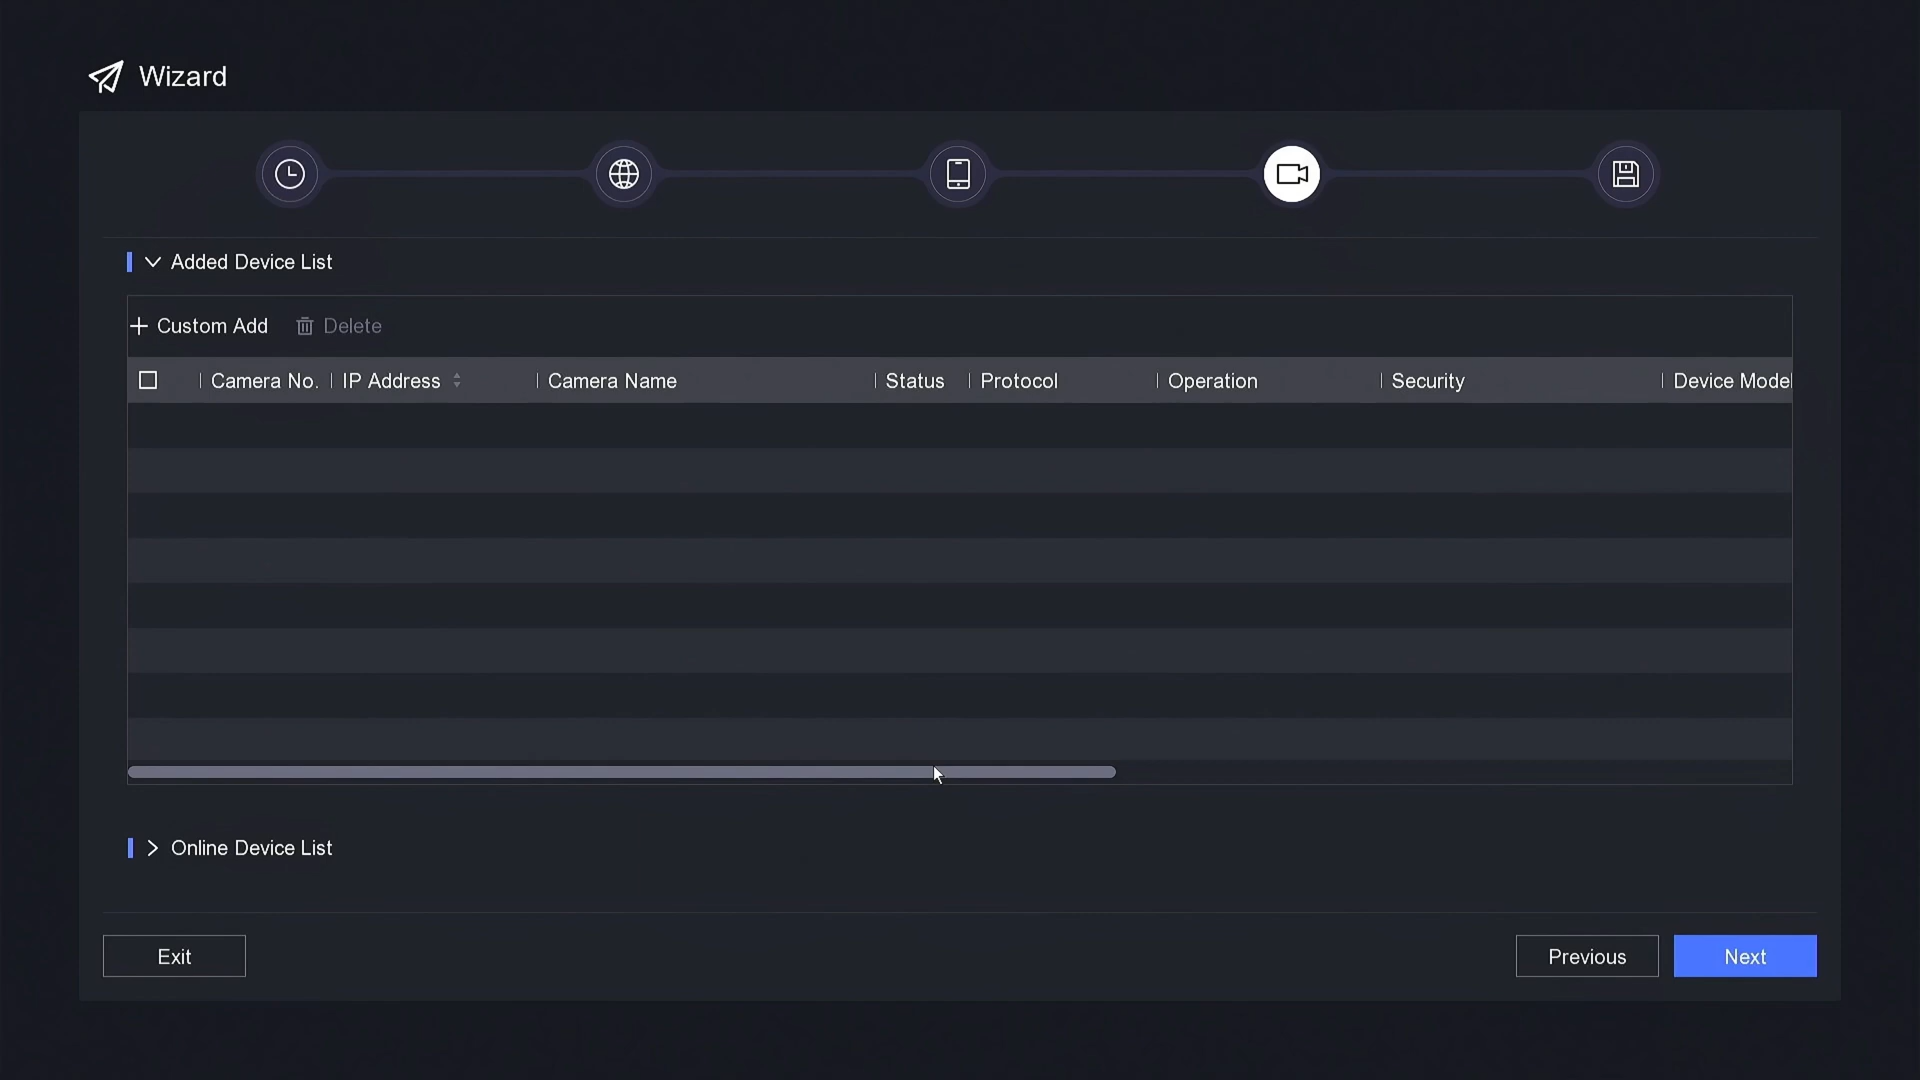 Wizard
Added Device List
Custom Add Delete
Camera No. IP Address Camera Name Status Protocol Operation Security Device Model
Online Device List
Exit Previous Next